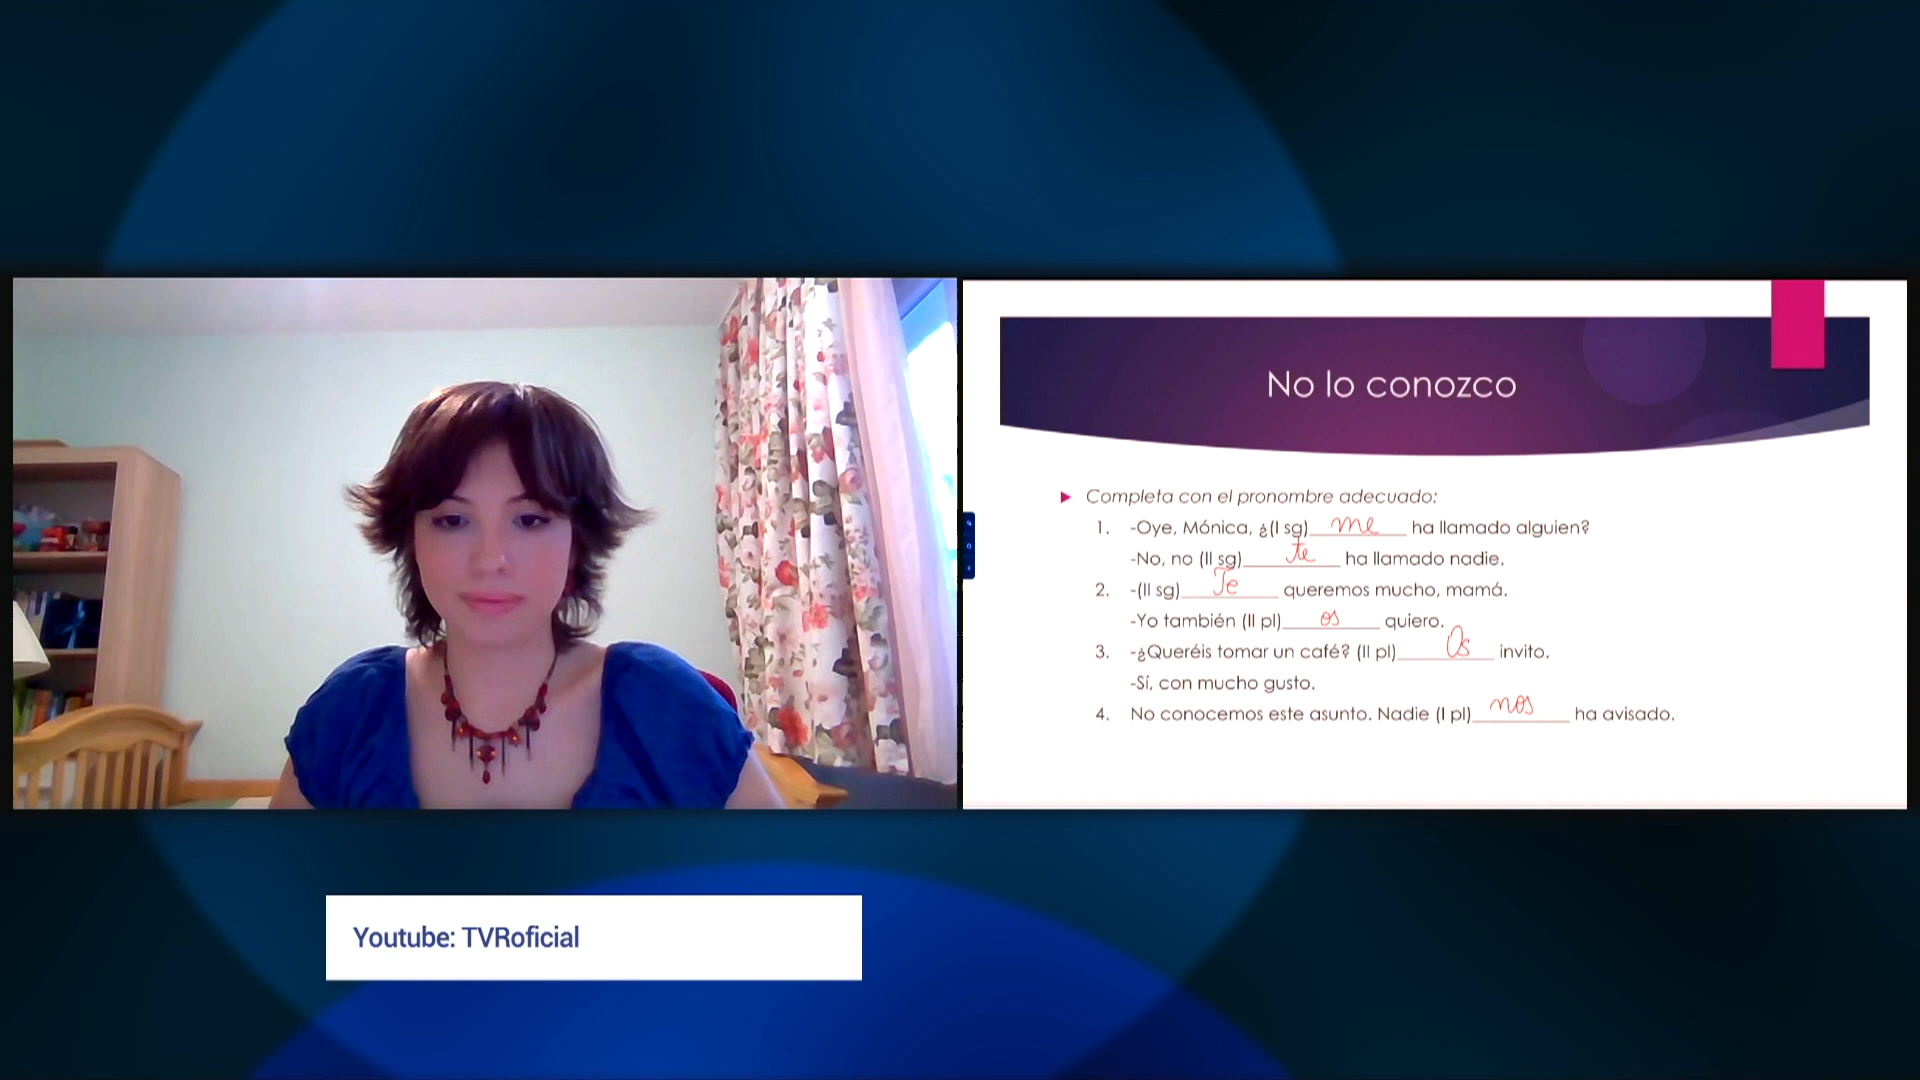 No lo conozco
Completa con el pronombre adecuado:
1. -Oye, Mónica, ¿(I sg) me ha llamado alguien?
-No, no (II sg) te ha llamado nadie.
2. -(II sg) Te queremos mucho, mamá.
-Yo también (II pl) os quiero.
3. -¿Queréis tomar un café? (II pl) Os invito.
-Sí, con mucho gusto.
4. No conocemos este asunto. Nadie (I pl) nos ha avisado.
Youtube: TVRoficial